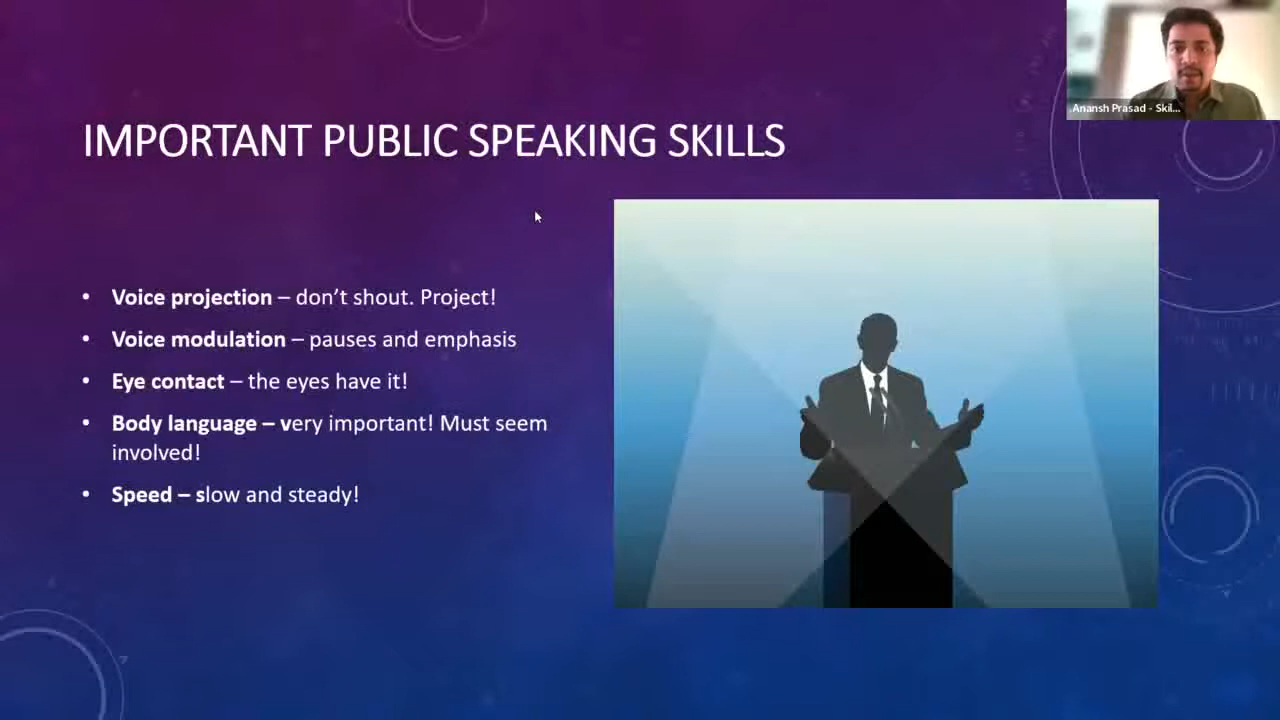 Anansh Prasad - Skil...
IMPORTANT PUBLIC SPEAKING SKILLS
• Voice projection – don't shout. Project!
• Voice modulation – pauses and emphasis
• Eye contact – the eyes have it!
• Body language – very important! Must seem
involved!
• Speed – slow and steady!